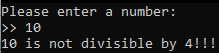 Please enter a number:
>> 10
10 is not divisible by 4!!!